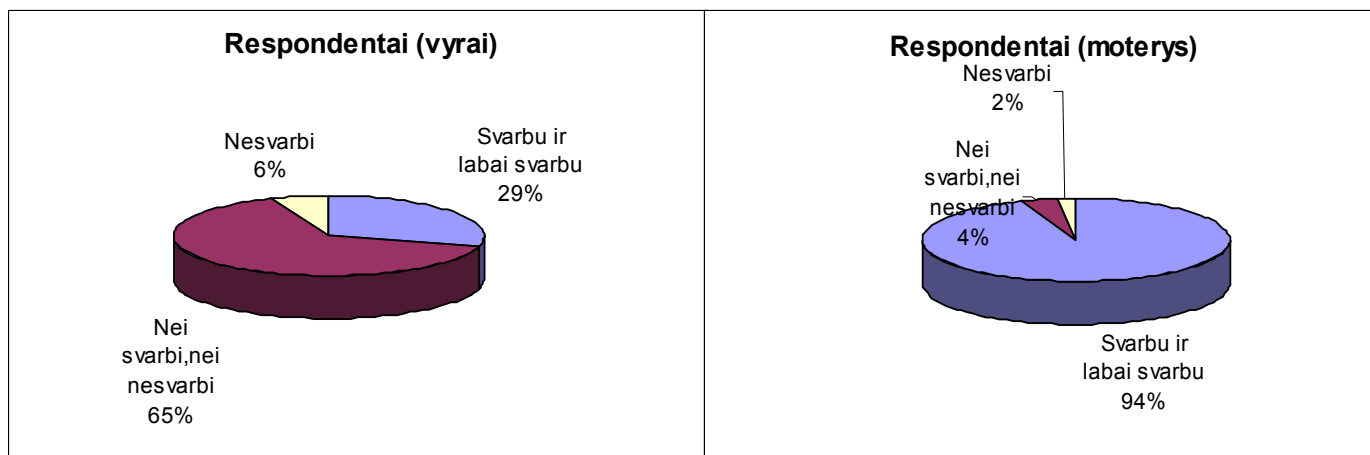 Respondentai (vyrai)
Nesvarbi
6%
Svarbu ir
labai svarbu
29%
Nei
svarbi,nei
nesvarbi
65%
Respondentai (moterys)
Nesvarbi
2%
Nei
svarbi,nei
nesvarbi
4%
Svarbu ir
labai svarbu
94%